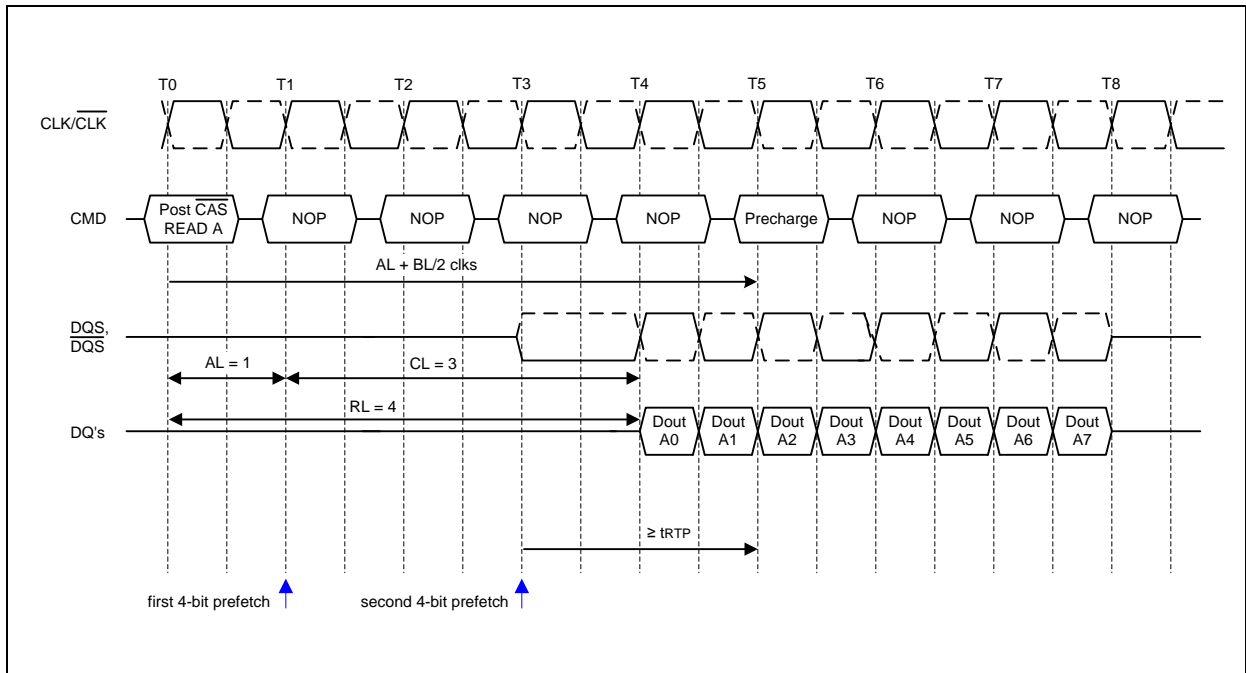 T0 T1 T2 T3 T4 T5 T6 T7 T8
CLK/CLK
CMD
Post CAS
READ A
NOP NOP NOP NOP Precharge NOP NOP NOP
AL + BL/2 clks
DQS,
DQS
AL = 1 CL = 3
RL = 4
DQ's
Dout Dout Dout Dout Dout Dout Dout Dout
A0 A1 A2 A3 A4 A5 A6 A7
≥ tRTP
first 4-bit prefetch second 4-bit prefetch